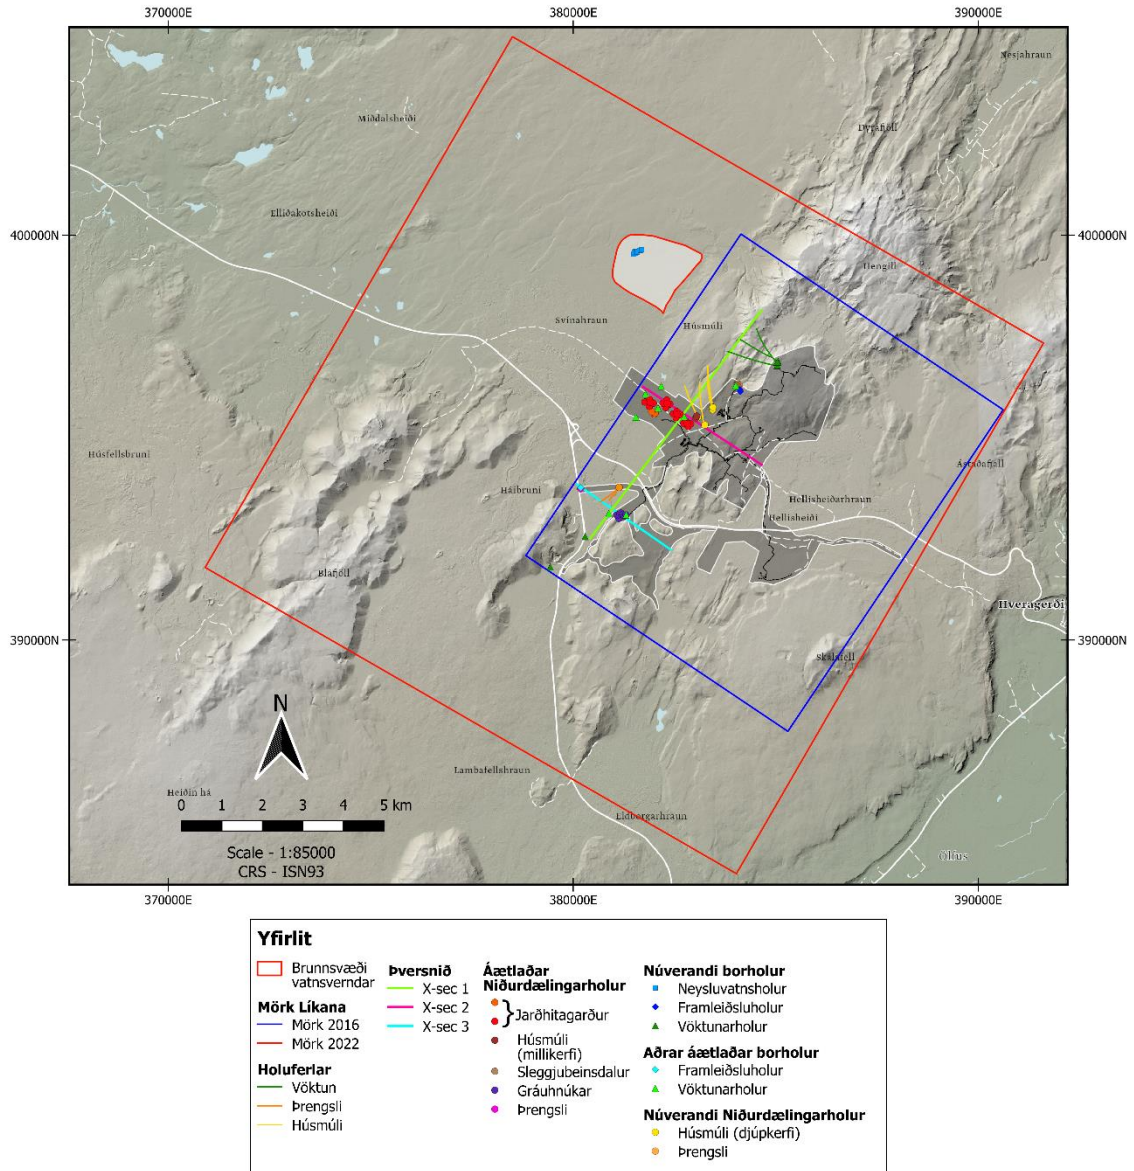 370000E 380000E 390000E
Nesjahraun
Miðdalsheiði
Dyrafjöll
Elliðakotsheiði
400000N 400000N
Hengill
Svínahraun
Húsmúli
Húsfellsbruni
Háibruni
Hellisheiðarhraun
Hellisheiði
Bláfjöll
Hveragerði
390000N 390000N
Skálafell
N
Lambafellshraun
Heiðin há
0 1 2 3 4 5 km
Eldborgarhraun
Scale - 1:85000
CRS - ISN93
Ölfus
370000E 380000E 390000E
Yfirlit
Brunnsvæði
vatnsverndar
Mörk Líkana
Mörk 2016
Mörk 2022
Holuferlar
Vöktun
Þrengsli
Húsmúli
Þversnið
X-sec 1
X-sec 2
X-sec 3
Áætlaðar
Niðurdælingarholur
}Jarðhitagarður
Húsmúli
(millikerfi)
Sleggjubeinsdalur
Gráuhnúkar
Þrengsli
Núverandi borholur
Neysluvatnsholur
Framleiðsluholur
Vöktunarholur
Aðrar áætlaðar borholur
Framleiðsluholur
Vöktunarholur
Núverandi Niðurdælingarholur
Húsmúli (djúpkerfi)
Þrengsli